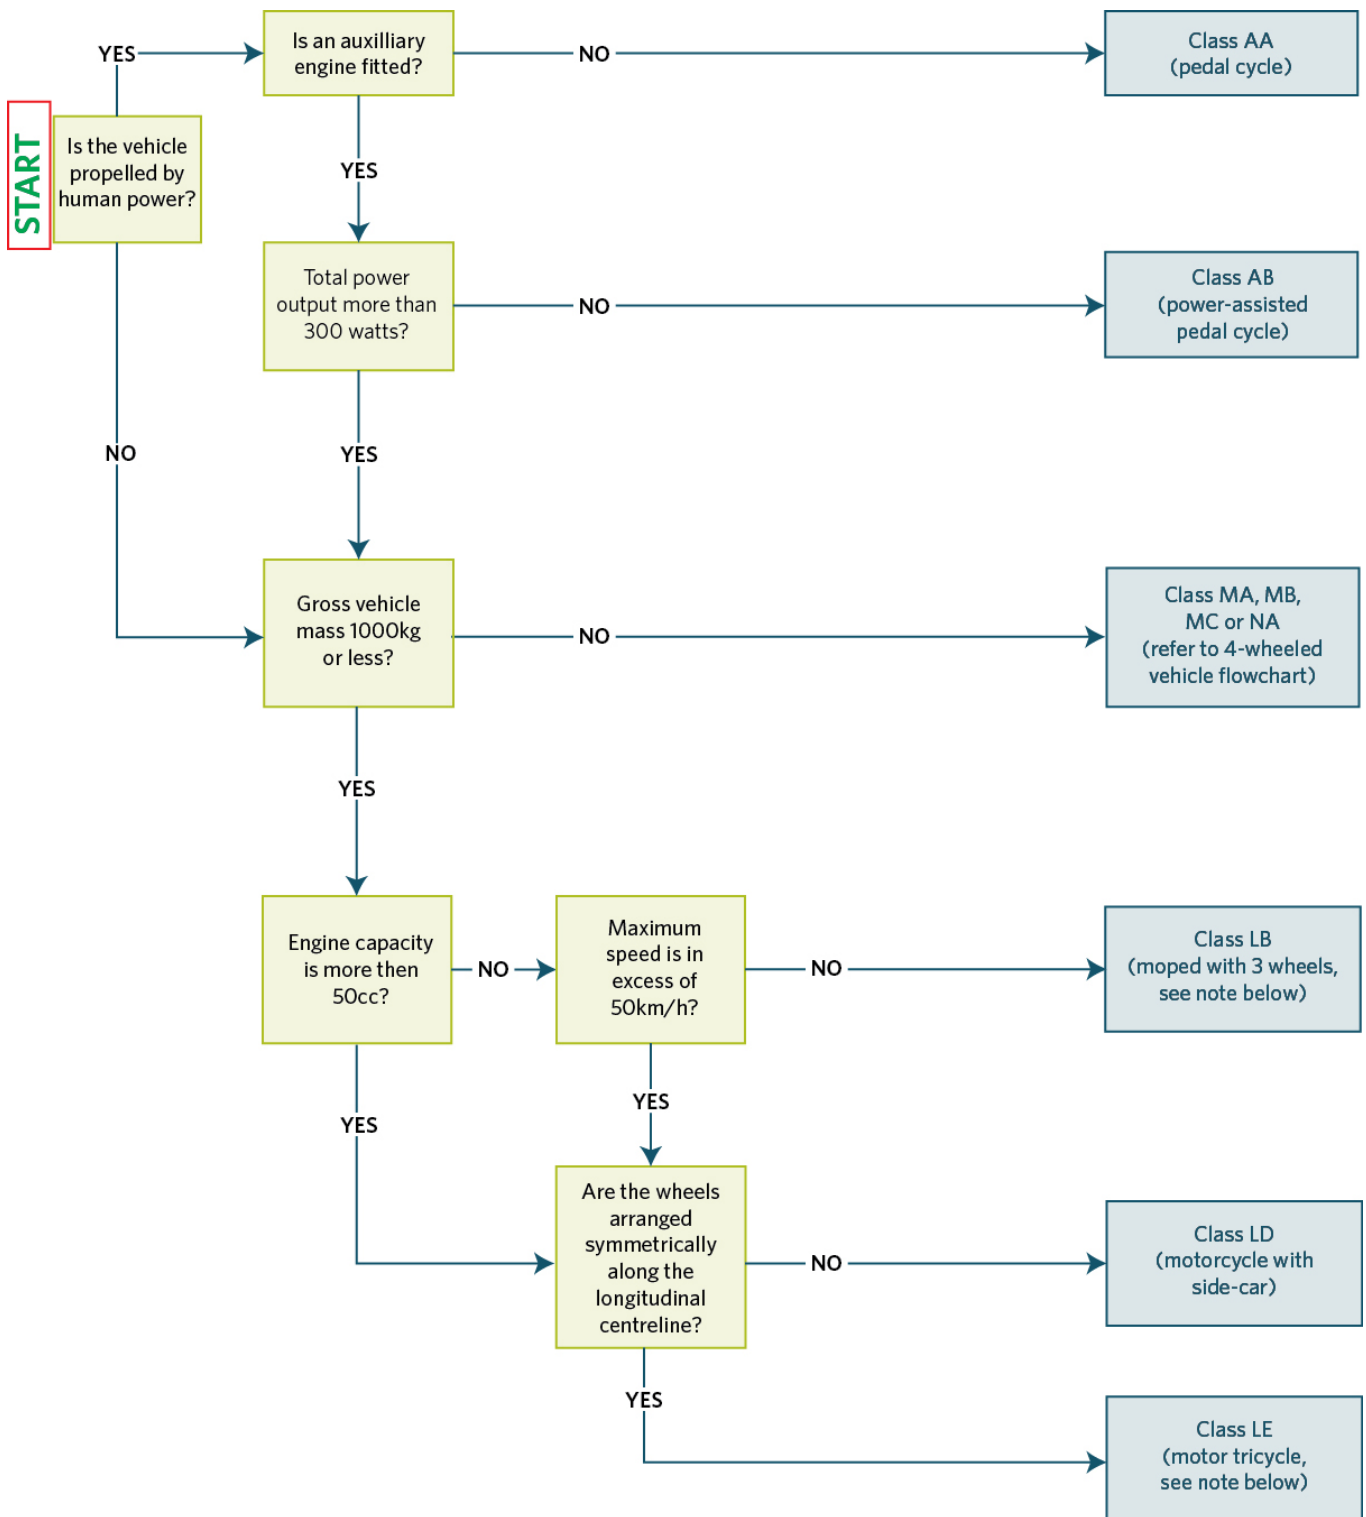 START
Is the vehicle
propelled by
human power?
YES
Is an auxilliary
engine fitted?
NO
Class AA
(pedal cycle)
YES
Total power
output more than
300 watts?
NO
Class AB
(power-assisted
pedal cycle)
NO
YES
Gross vehicle
mass 1000kg
or less?
NO
Class MA, MB,
MC or NA
(refer to 4-wheeled
vehicle flowchart)
YES
Engine capacity
is more then
50cc?
NO
Maximum
speed is in
excess of
50km/h?
NO
Class LB
(moped with 3 wheels,
see note below)
YES
YES
Are the wheels
arranged
symmetrically
along the
longitudinal
centreline?
NO
Class LD
(motorcycle with
side-car)
YES
Class LE
(motor tricycle,
see note below)